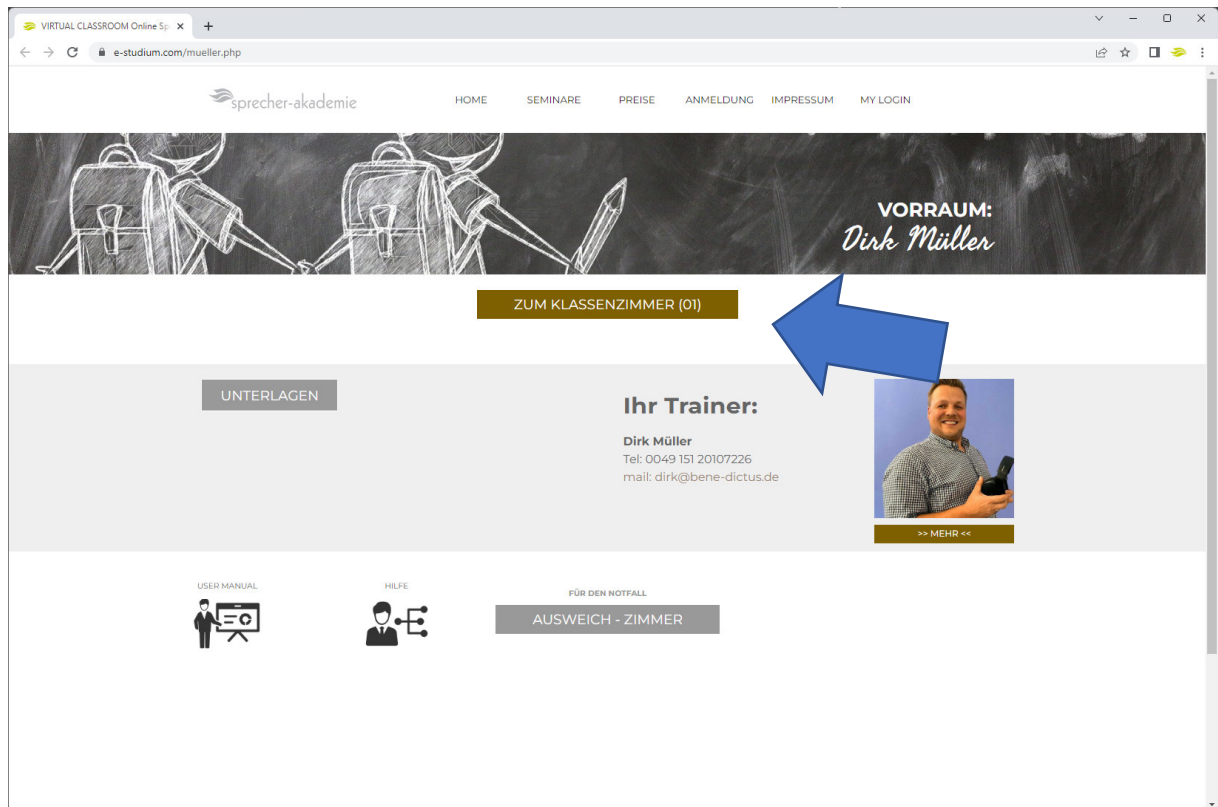 VIRTUAL CLASSROOM Online Sp
e-studium.com/mueller.php
sprecher-akademie
HOME SEMINARE PREISE ANMELDUNG IMPRESSUM MY LOGIN
VORRAUM:
Dirk Müller
ZUM KLASSENZIMMER (01)
UNTERLAGEN
Ihr Trainer:
Dirk Müller
Tel: 0049 151 20107226
mail: dirk@bene-dictus.de
>> MEHR <<
USER MANUAL
HILFE
FÜR DEN NOTFALL
AUSWEICH - ZIMMER